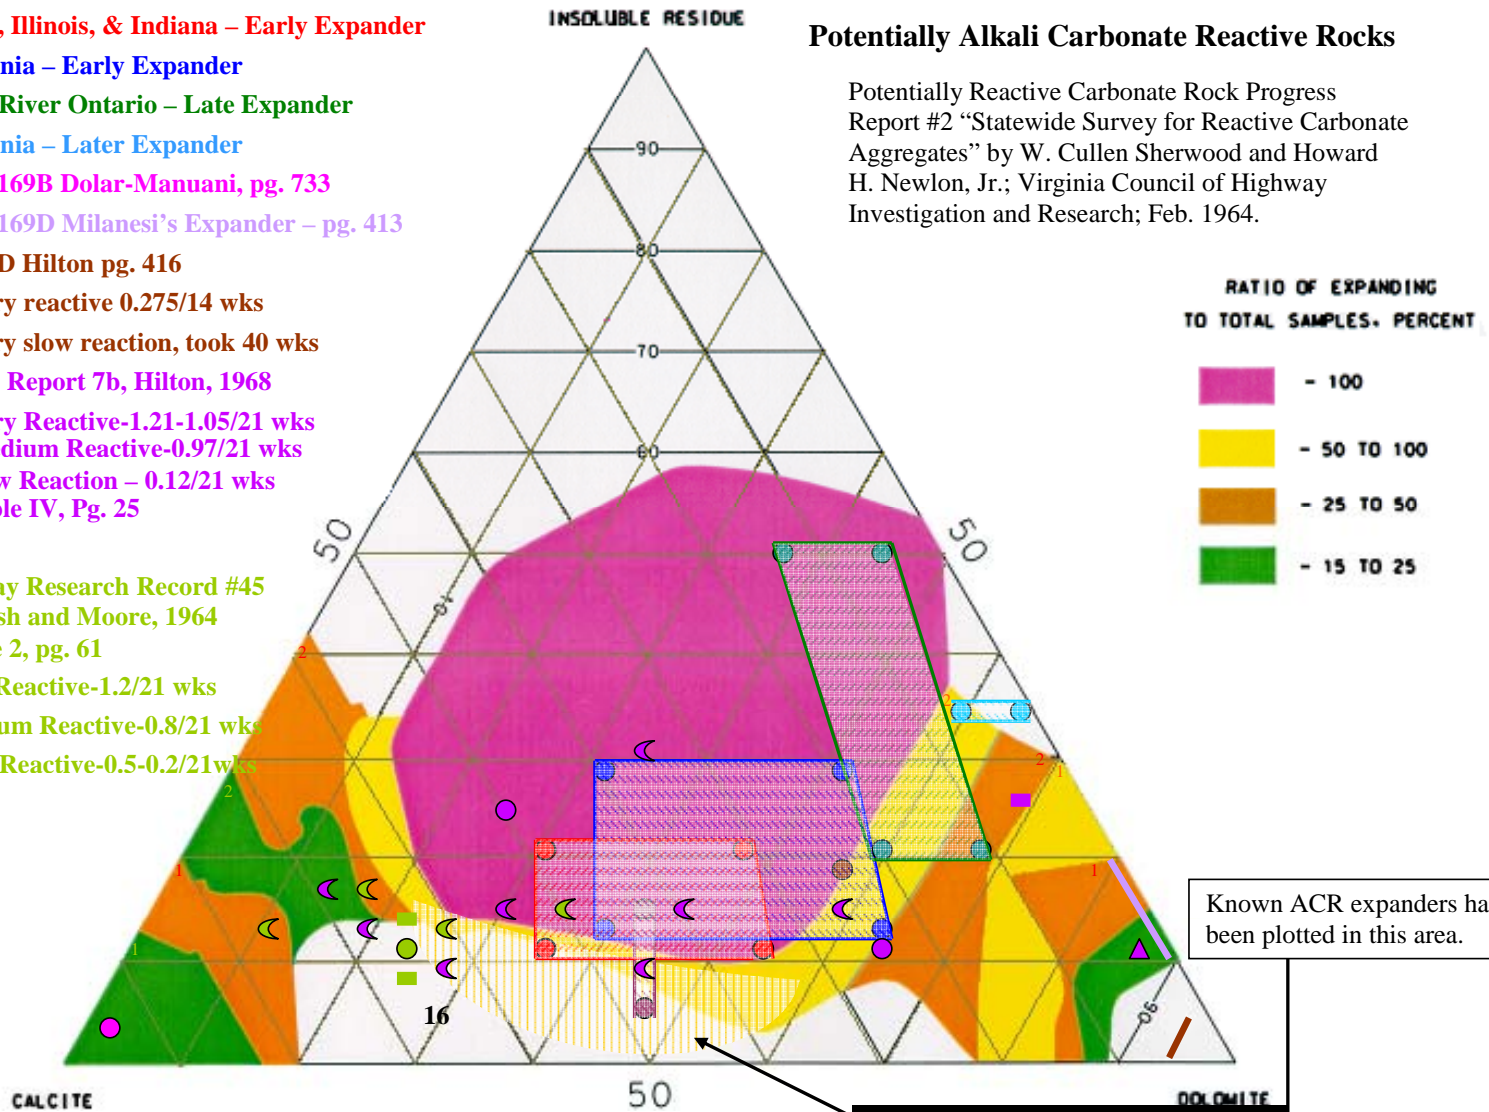 , Illinois, & Indiana – Early Expander
nia – Early Expander
River Ontario – Late Expander
nia – Later Expander
169B Dolar-Manuani, pg. 733
169D Milanesi's Expander – pg. 413
D Hilton pg. 416
ry reactive 0.275/14 wks
ry slow reaction, took 40 wks
Report 7b, Hilton, 1968
ry Reactive-1.21-1.05/21 wks
dium Reactive-0.97/21 wks
w Reaction – 0.12/21 wks
ole IV, Pg. 25
ay Research Record #45
sh and Moore, 1964
e 2, pg. 61
Reactive-1.2/21 wks
um Reactive-0.8/21 wks
Reactive-0.5-0.2/21wks
INSOLUBLE RESIDUE
Potentially Alkali Carbonate Reactive Rocks
Potentially Reactive Carbonate Rock Progress
Report #2 “Statewide Survey for Reactive Carbonate
Aggregates” by W. Cullen Sherwood and Howard
H. Newlon, Jr.; Virginia Council of Highway
Investigation and Research; Feb. 1964.
RATIO OF EXPANDING
TO TOTAL SAMPLES. PERCENT
- 100
- 50 TO 100
- 25 TO 50
- 15 TO 25
90
80
70
60
50
50
2
2
2
1
2
1
1
1
Known ACR expanders ha
been plotted in this area.
16
90
50
CALCITE
DOLOMITE